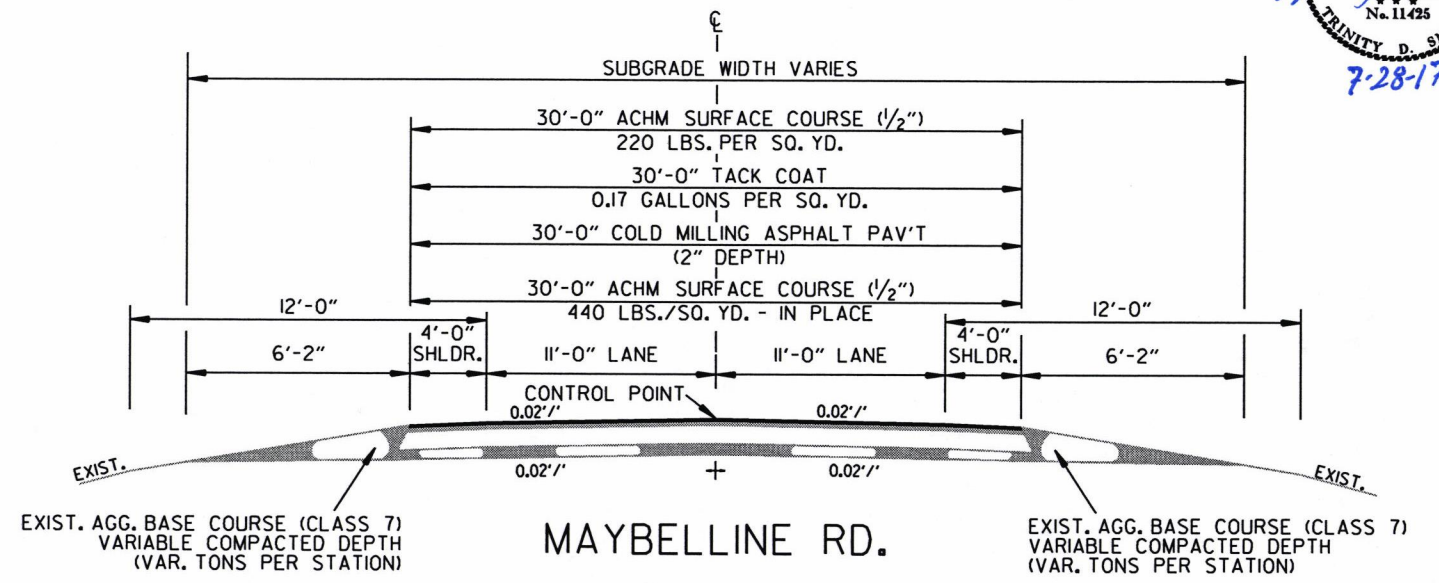 No. 11425
TRINITY D.
7-28-17
℄
SUBGRADE WIDTH VARIES
30'-0" ACHM SURFACE COURSE (1/2")
220 LBS. PER SQ. YD.
30'-0" TACK COAT
0.17 GALLONS PER SQ. YD.
30'-0" COLD MILLING ASPHALT PAV'T
(2" DEPTH)
30'-0" ACHM SURFACE COURSE (1/2")
440 LBS./SQ. YD. - IN PLACE
12'-0" 12'-0"
6'-2" 4'-0" SHLDR. 11'-0" LANE 11'-0" LANE 4'-0" SHLDR. 6'-2"
CONTROL POINT
0.02'/' 0.02'/'
EXIST. 0.02'/' 0.02'/' EXIST.
EXIST. AGG. BASE COURSE (CLASS 7)
VARIABLE COMPACTED DEPTH
(VAR. TONS PER STATION)
MAYBELLINE RD.
EXIST. AGG. BASE COURSE (CLASS 7)
VARIABLE COMPACTED DEPTH
(VAR. TONS PER STATION)